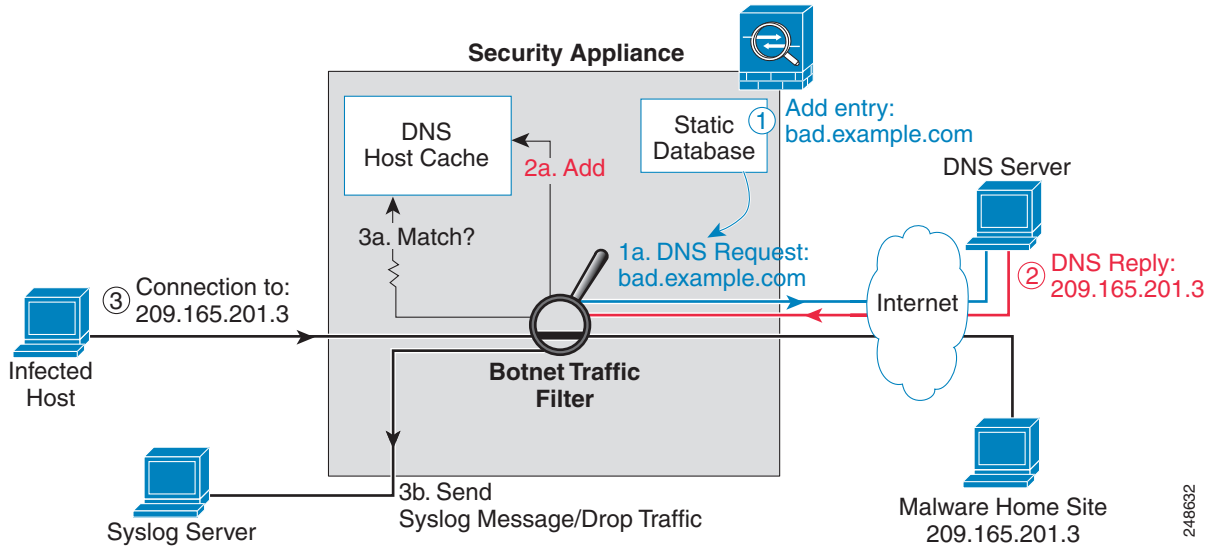 Security Appliance
DNS
Host Cache
2a. Add
Static
Database
1
Add entry:
bad.example.com
DNS Server
3a. Match?
1a. DNS Request:
bad.example.com
2
DNS Reply:
209.165.201.3
3
Connection to:
209.165.201.3
Internet
Infected
Host
Botnet Traffic
Filter
3b. Send
Syslog Message/Drop Traffic
Syslog Server
Malware Home Site
209.165.201.3
248632